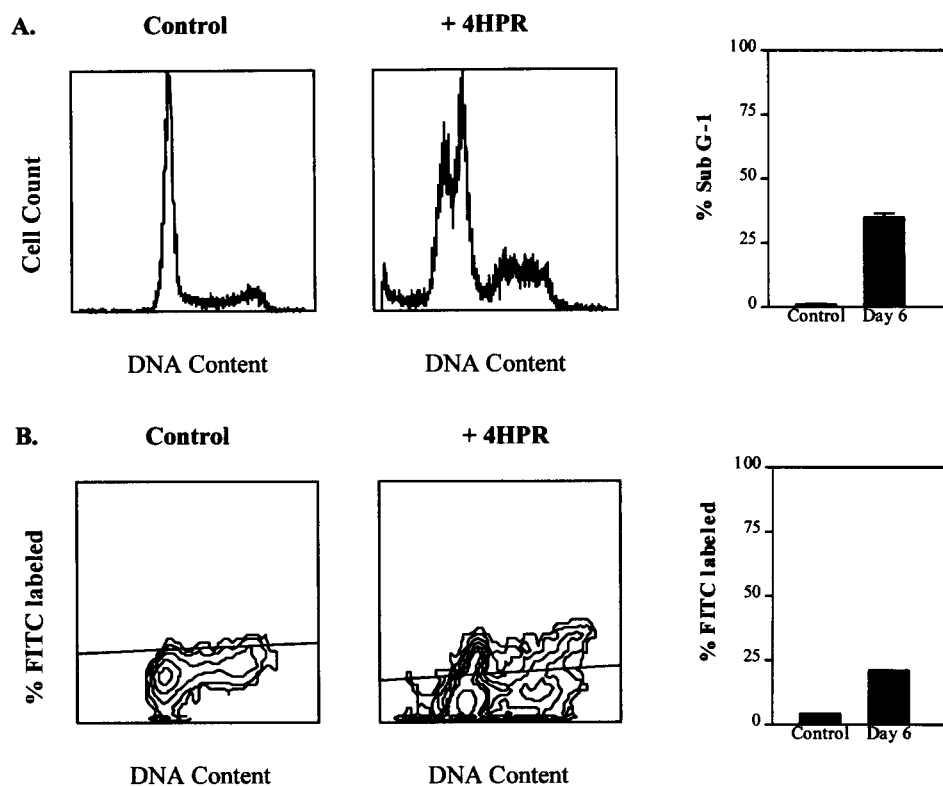 A.
Control
+ 4HPR
Cell Count
DNA Content
DNA Content
% Sub G-1
100
75
50
25
0
Control
Day 6
B.
Control
+ 4HPR
% FITC labeled
DNA Content
DNA Content
% FITC labeled
100
75
50
25
0
Control
Day 6